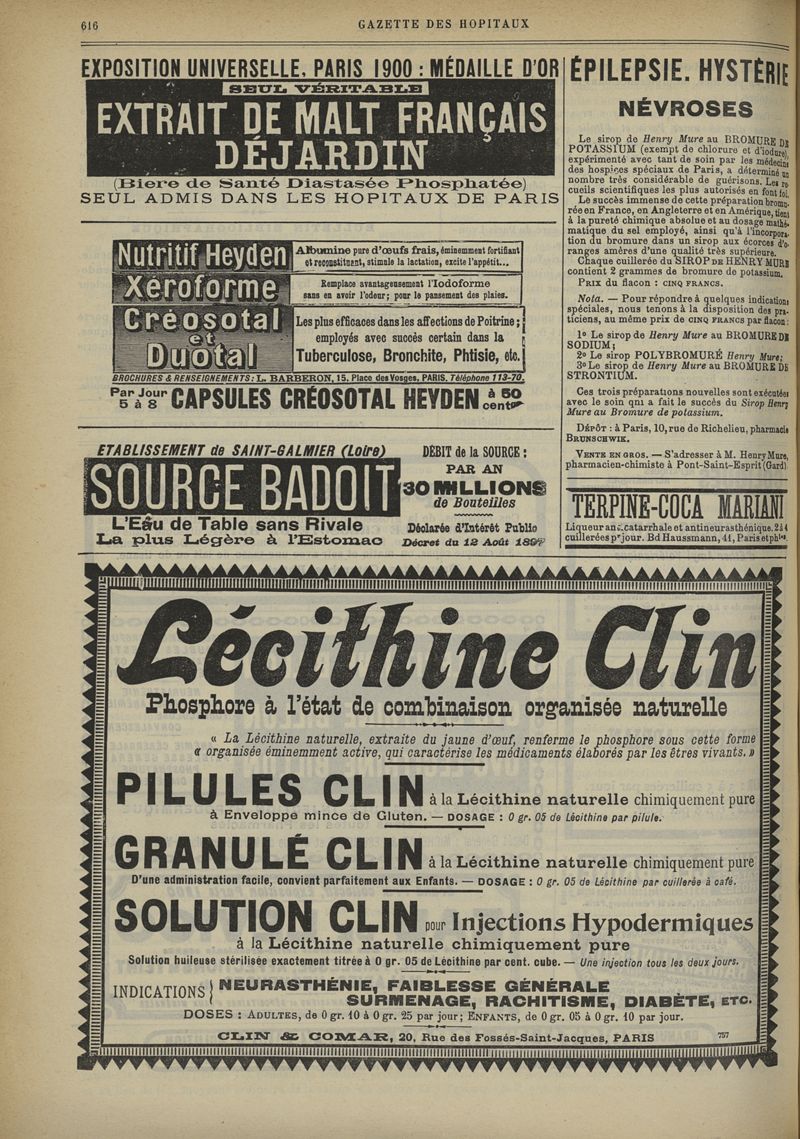 616
GAZETTE DES HOPITAUX
EXPOSITION UNIVERSELLE, PARIS 1900 : MÉDAILLE D'OR
SEUL VÉRITABLE
EXTRAIT DE MALT FRANÇAIS
DÉJARDIN
(Bière de Santé Diastasée Phosphatée)
SEUL ADMIS DANS LES HOPITAUX DE PARIS
Nutritif Heyden
Albumine pure d'œufs frais, éminemment fortifiant
et reconstituant, stimule la lactation, excite l'appétit...
Xéroforme
Remplace avantageusement l'Iodoforme
sans en avoir l'odeur; pour le pansement des plaies.
Créosotal
et
Duotal
Les plus efficaces dans les affections de Poitrine;
employés avec succès certain dans la
Tuberculose, Bronchite, Phtisie, etc.
BROCHURES & RENSEIGNEMENTS: L. BARBERON, 15, Place des Vosges, PARIS. Téléphone 113-70.
Par Jour
5 à 8
CAPSULES CRÉOSOTAL HEYDEN
à 50
centgr
ETABLISSEMENT de SAINT-GALMIER (Loire)
SOURCE BADOIT
L'Eau de Table sans Rivale
La plus Légère à l'Estomac
DÉBIT de la SOURCE :
PAR AN
30 MILLIONS
de Bouteilles
Déclarée d'Intérêt Public
Décret du 12 Août 1897
ÉPILEPSIE. HYSTÉRIE
NÉVROSES
Le sirop de Henry Mure au BROMURE DE
POTASSIUM (exempt de chlorure et d'iodure),
expérimenté avec tant de soin par les médecins
des hospices spéciaux de Paris, a déterminé un
nombre très considérable de guérisons. Les re-
cueils scientifiques les plus autorisés en font foi.
Le succès immense de cette préparation bromu-
rée en France, en Angleterre et en Amérique, tient
à la pureté chimique absolue et au dosage mathé-
matique du sel employé, ainsi qu'à l'incorpora-
tion du bromure dans un sirop aux écorces d'o-
ranges amères d'une qualité très supérieure.
Chaque cuillerée du SIROP DE HENRY MURE
contient 2 grammes de bromure de potassium.
PRIX du flacon : CINQ FRANCS.
Nota. — Pour répondre à quelques indications
spéciales, nous tenons à la disposition des pra-
ticiens, au même prix de CINQ FRANCS par flacon :
1º Le sirop de Henry Mure au BROMURE DE
SODIUM;
2º Le sirop POLYBROMURÉ Henry Mure;
3º Le sirop de Henry Mure au BROMURE DE
STRONTIUM.
Ces trois préparations nouvelles sont exécutées
avec le soin qni a fait le succès du Sirop Henry
Mure au Bromure de potassium.
DÉPÔT : à Paris, 10, rue de Richelieu, pharmacie
BRUNSCHWIK.
VENTE EN GROS. — S'adresser à M. Henry Mure,
pharmacien-chimiste à Pont-Saint-Esprit (Gard).
TERPINE-COCA MARIANI
Liqueur anticatarrhale et antineurasthénique. 2 à 4
cuillerées pr jour. Bd Haussmann, 41, Paris et phies.
Lécithine Clin
Phosphore à l'état de combinaison organisée naturelle
« La Lécithine naturelle, extraite du jaune d'œuf, renferme le phosphore sous cette forme
« organisée éminemment active, qui caractérise les médicaments élaborés par les êtres vivants. »
PILULES CLIN à la Lécithine naturelle chimiquement pure
à Enveloppe mince de Gluten. — DOSAGE : 0 gr. 05 de Lécithine par pilule.
GRANULÉ CLIN à la Lécithine naturelle chimiquement pure
D'une administration facile, convient parfaitement aux Enfants. — DOSAGE : 0 gr. 05 de Lécithine par cuillerée à café.
SOLUTION CLIN pour Injections Hypodermiques
à la Lécithine naturelle chimiquement pure
Solution huileuse stérilisée exactement titrée à 0 gr. 05 de Lécithine par cent. cube. — Une injection tous les deux jours.
INDICATIONS } NEURASTHÉNIE, FAIBLESSE GÉNÉRALE
SURMENAGE, RACHITISME, DIABÈTE, ETC.
DOSES : ADULTES, de 0 gr. 10 à 0 gr. 25 par jour; ENFANTS, de 0 gr. 05 à 0 gr. 10 par jour.
CLIN & COMAR, 20, Rue des Fossés-Saint-Jacques, PARIS
757